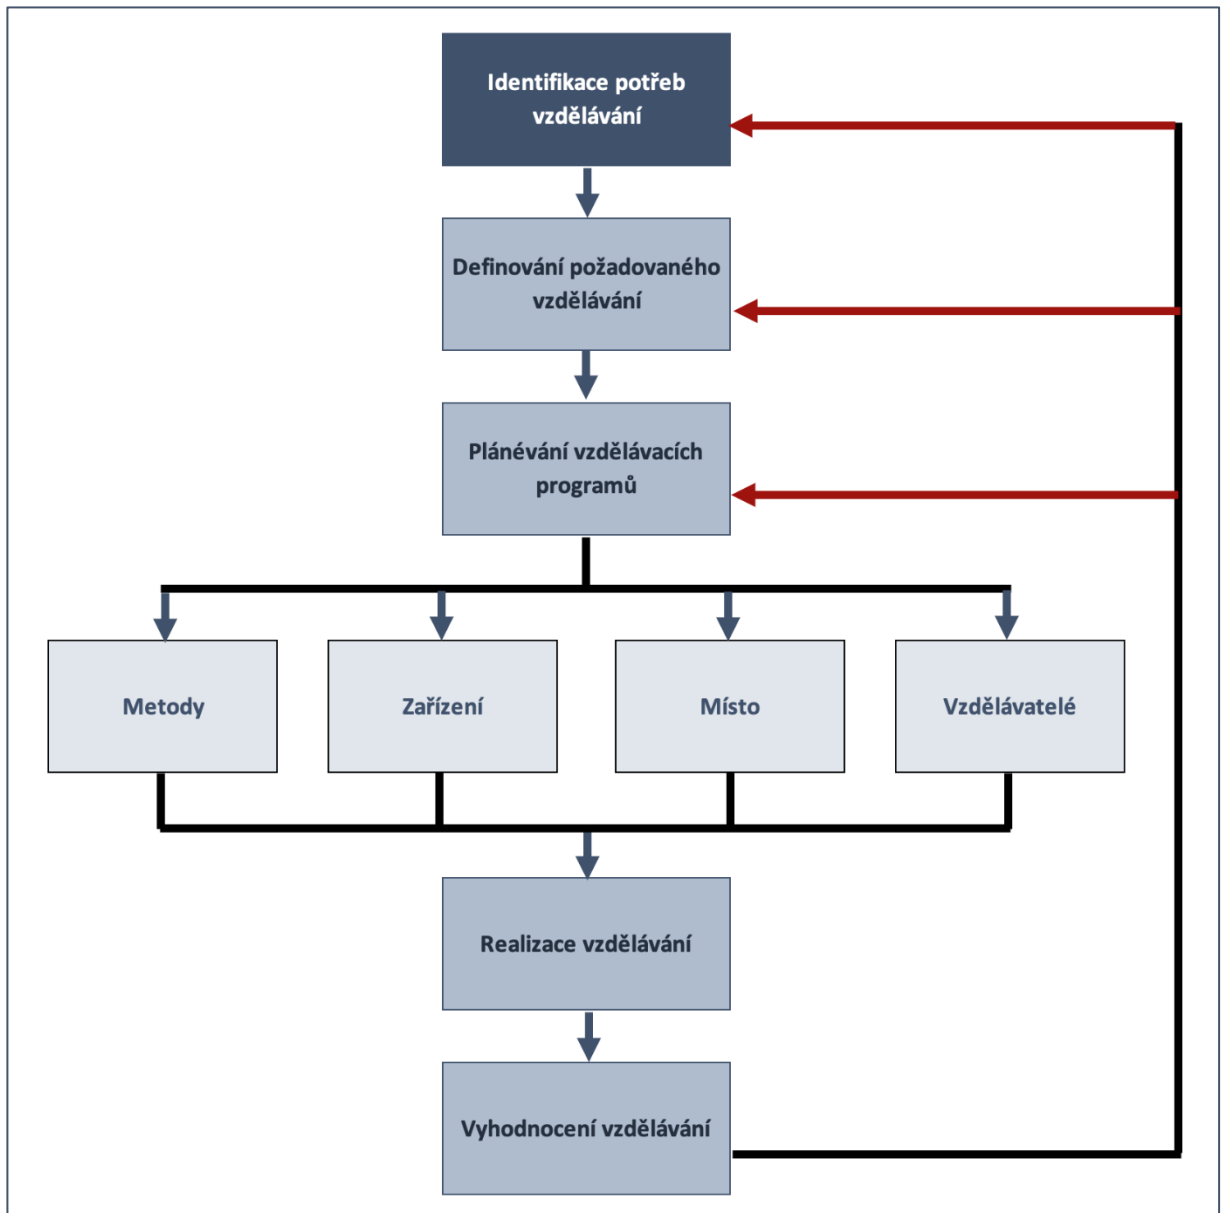 Identifikace potřeb
vzdělávání
Definování požadovaného
vzdělávání
Plánévání vzdělávacích
programů
Metody
Zařízení
Místo
Vzdělávatelé
Realizace vzdělávání
Vyhodnocení vzdělávání